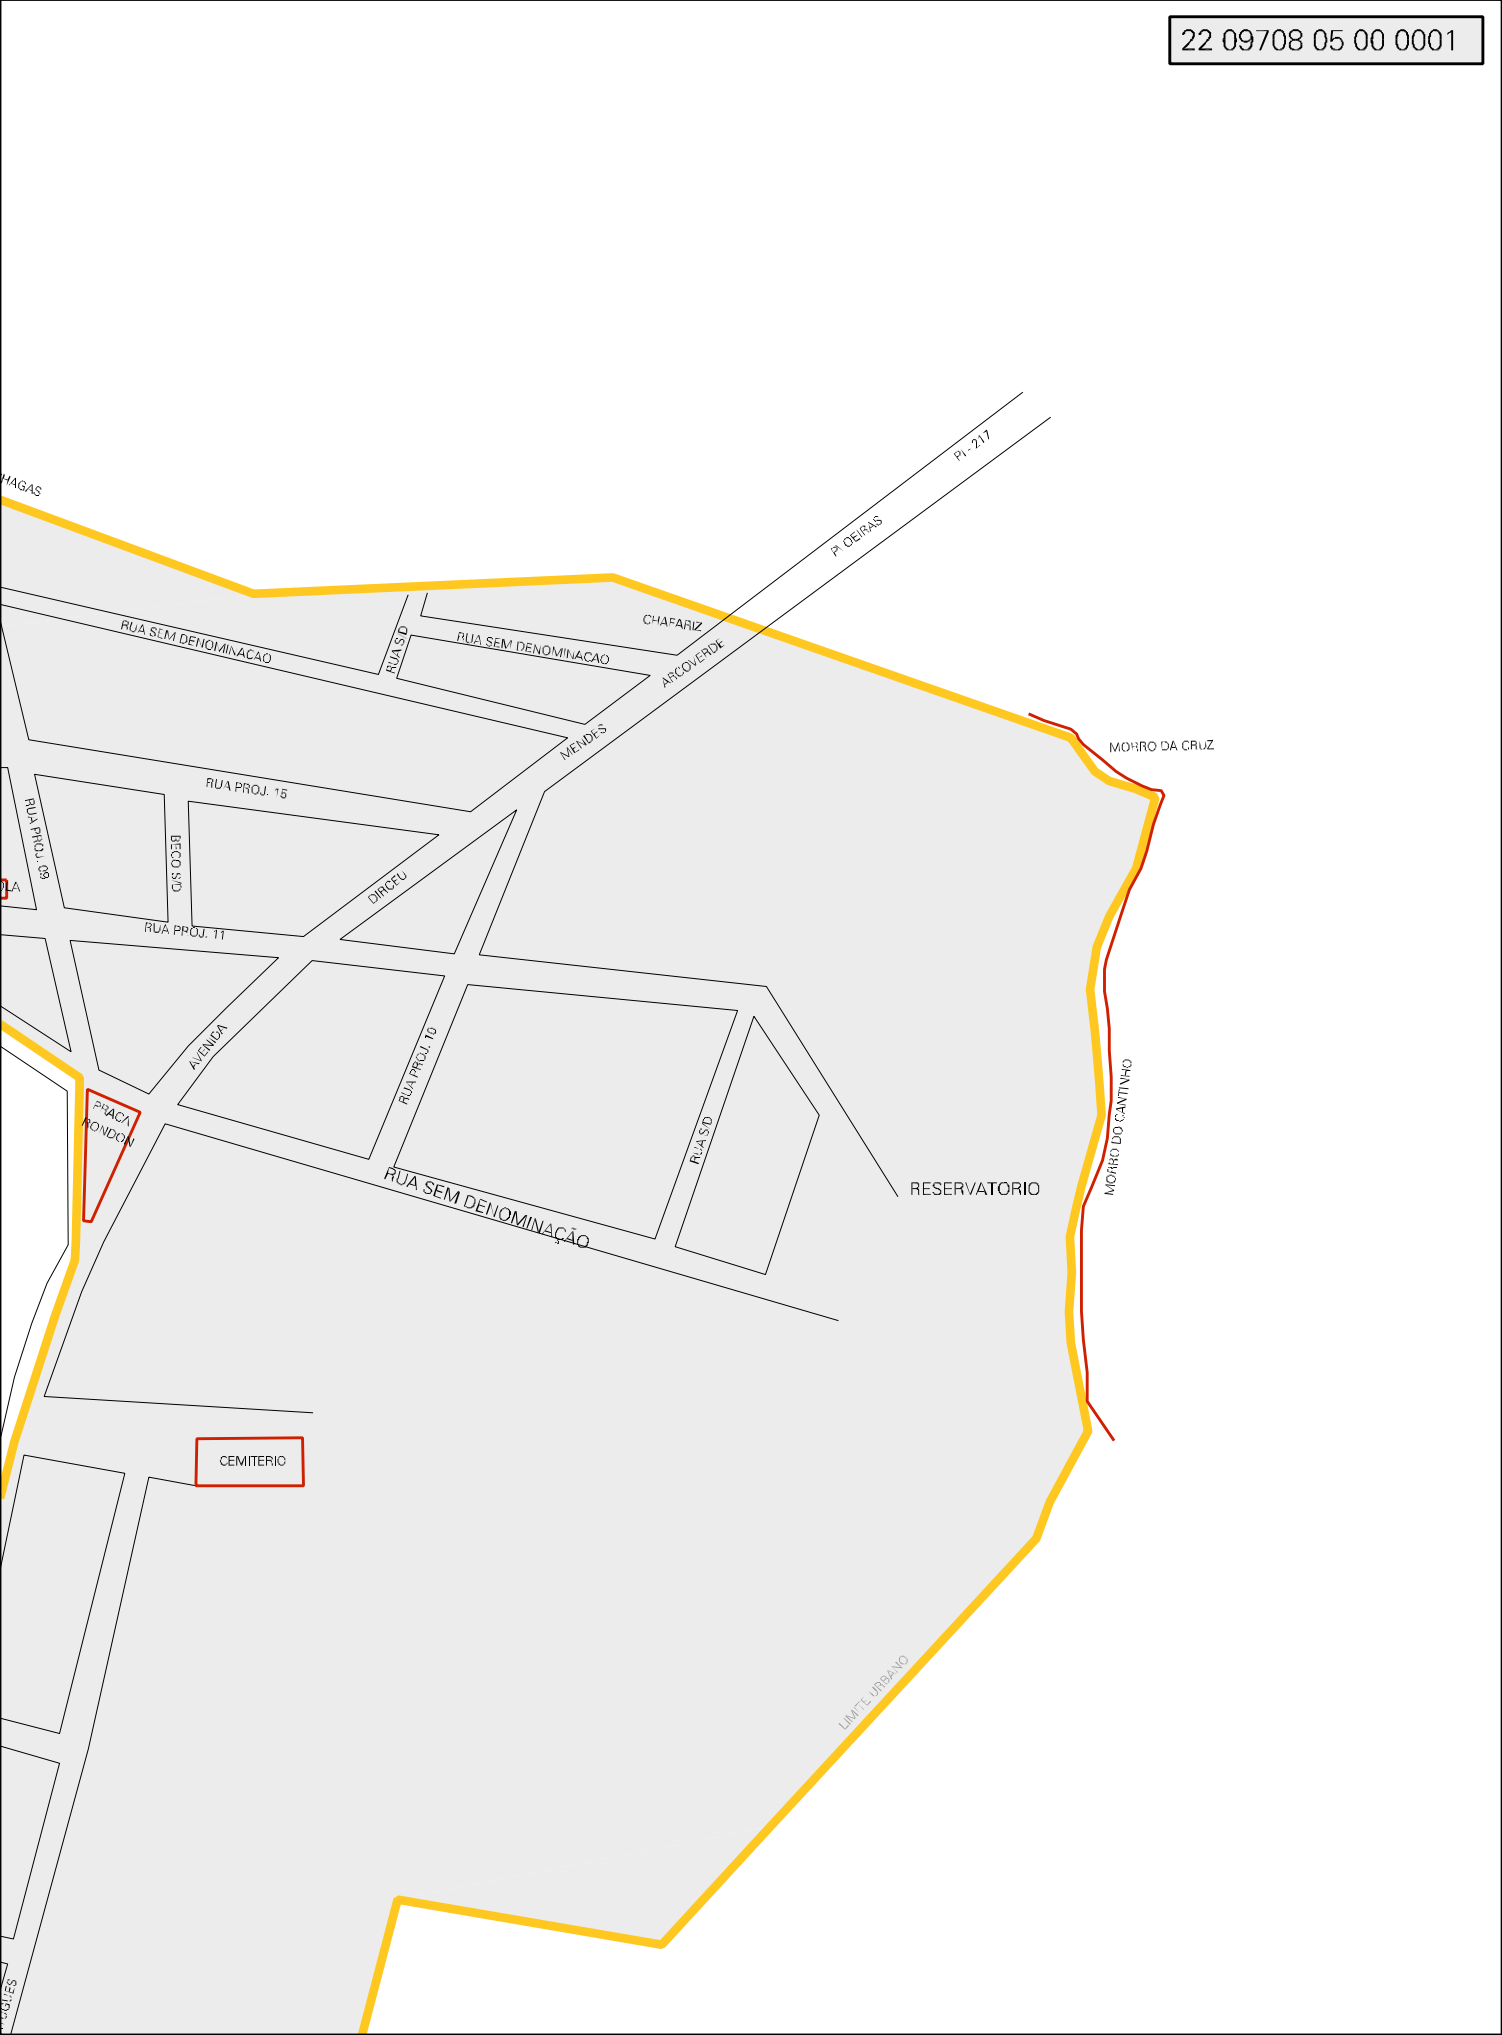 22 09708 05 00 0001
PI - 217
HAGAS
PI OEIRAS
CHAFARIZ
RUA SEM DENOMINACAO
RUA S/D
RUA SEM DENOMINACAO
ARCOVERDE
MENDES
MORRO DA CRUZ
RUA PROJ. 15
RUA PROJ. 09
BECO S/D
OLA
DIRCEU
RUA PROJ. 11
AVENIDA
RUA PROJ. 10
PRACA
RONDON
RUA S/D
MORRO DO CANTINHO
RUA SEM DENOMINAÇÃO
RESERVATORIO
CEMITERIO
LIMITE URBANO
GUES